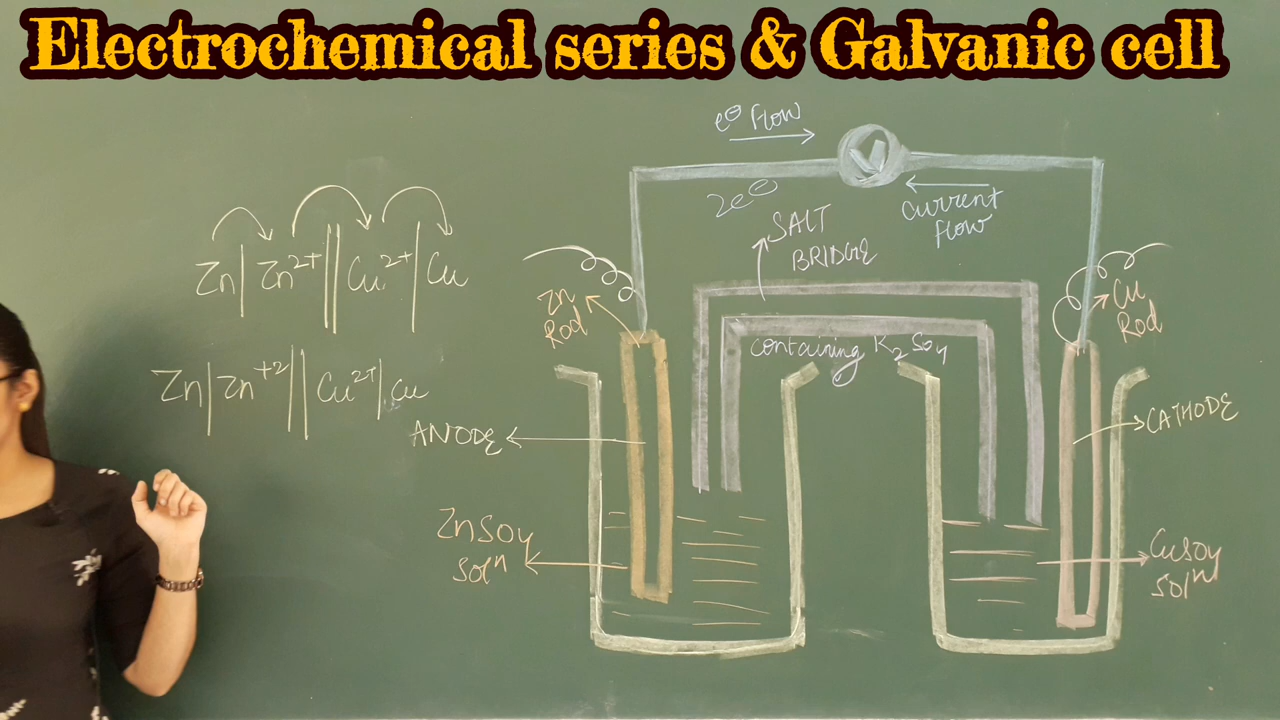 Electrochemical series & Galvanic cell
e⊖ flow
V
2e⊖
Current
flow
SALT
BRIDGE
Zn | Zn²⁺ || Cu²⁺ | Cu
Zn
Rod
Cu
Rod
containing K₂SO₄
Zn | Zn⁺² || Cu²⁺ | Cu
ANODE
CATHODE
ZnSO₄
solⁿ
CuSO₄
solⁿ